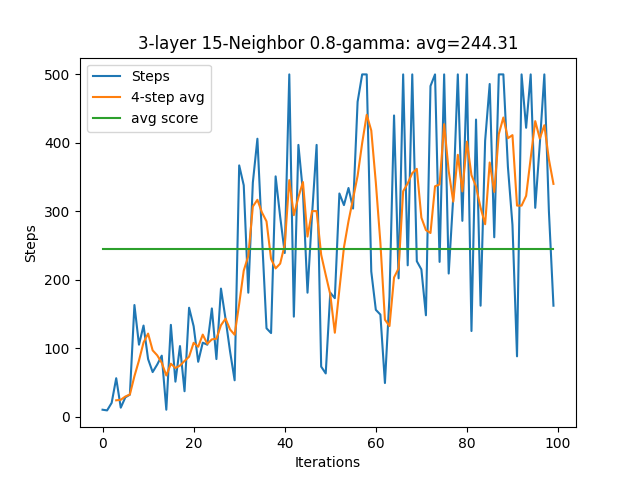 3-layer 15-Neighbor 0.8-gamma: avg=244.31
Steps
4-step avg
avg score
500
400
300
200
100
0
Steps
0 20 40 60 80 100
Iterations